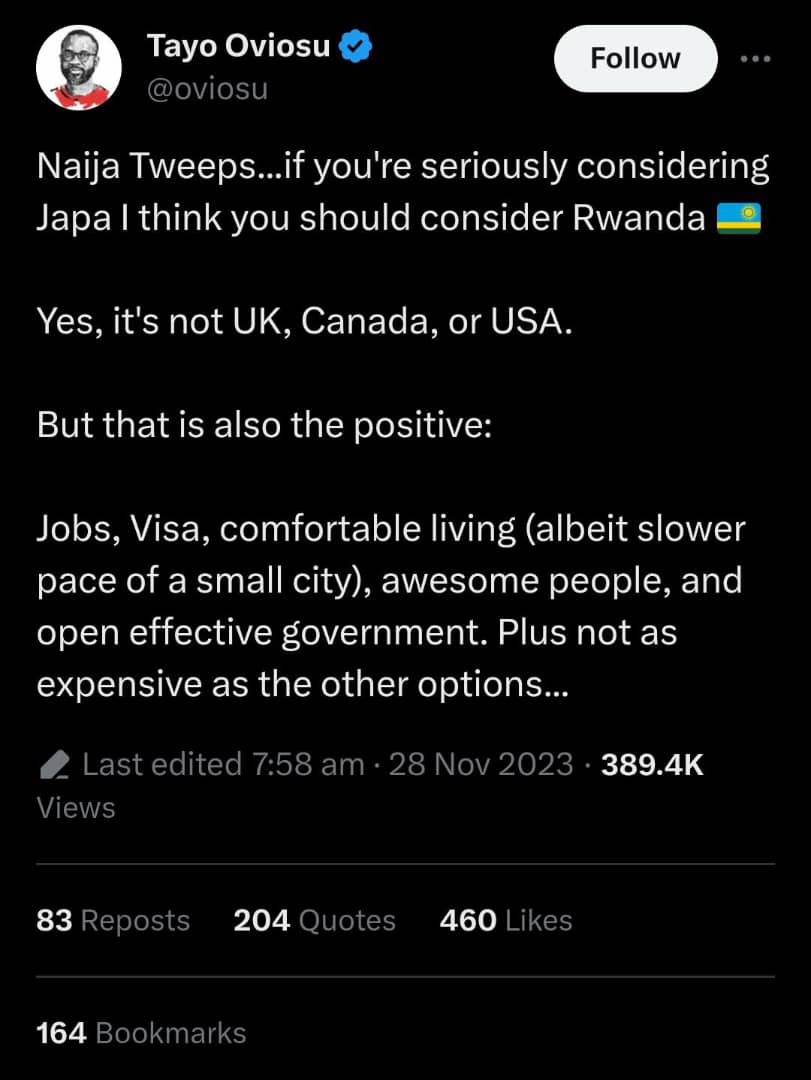 Tayo Oviosu
Follow
@oviosu
Naija Tweeps...if you're seriously considering
Japa I think you should consider Rwanda 🇷🇼
Yes, it's not UK, Canada, or USA.
But that is also the positive:
Jobs, Visa, comfortable living (albeit slower
pace of a small city), awesome people, and
open effective government. Plus not as
expensive as the other options...
Last edited 7:58 am · 28 Nov 2023 · 389.4K
Views
83 Reposts 204 Quotes 460 Likes
164 Bookmarks